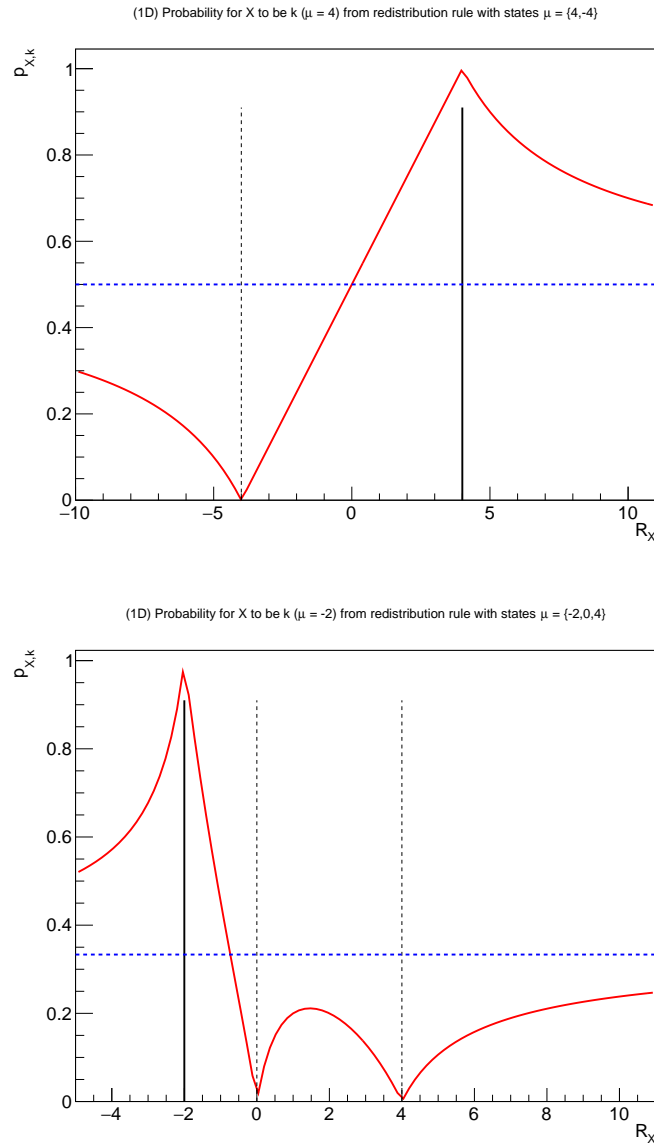 (1D) Probability for X to be k (μ = 4) from redistribution rule with states μ = {4,-4}
p_{X,k}
1
0.8
0.6
0.4
0.2
0
−10 −5 0 5 10
R_X
(1D) Probability for X to be k (μ = -2) from redistribution rule with states μ = {-2,0,4}
p_{X,k}
1
0.8
0.6
0.4
0.2
0
−4 −2 0 2 4 6 8 10
R_X